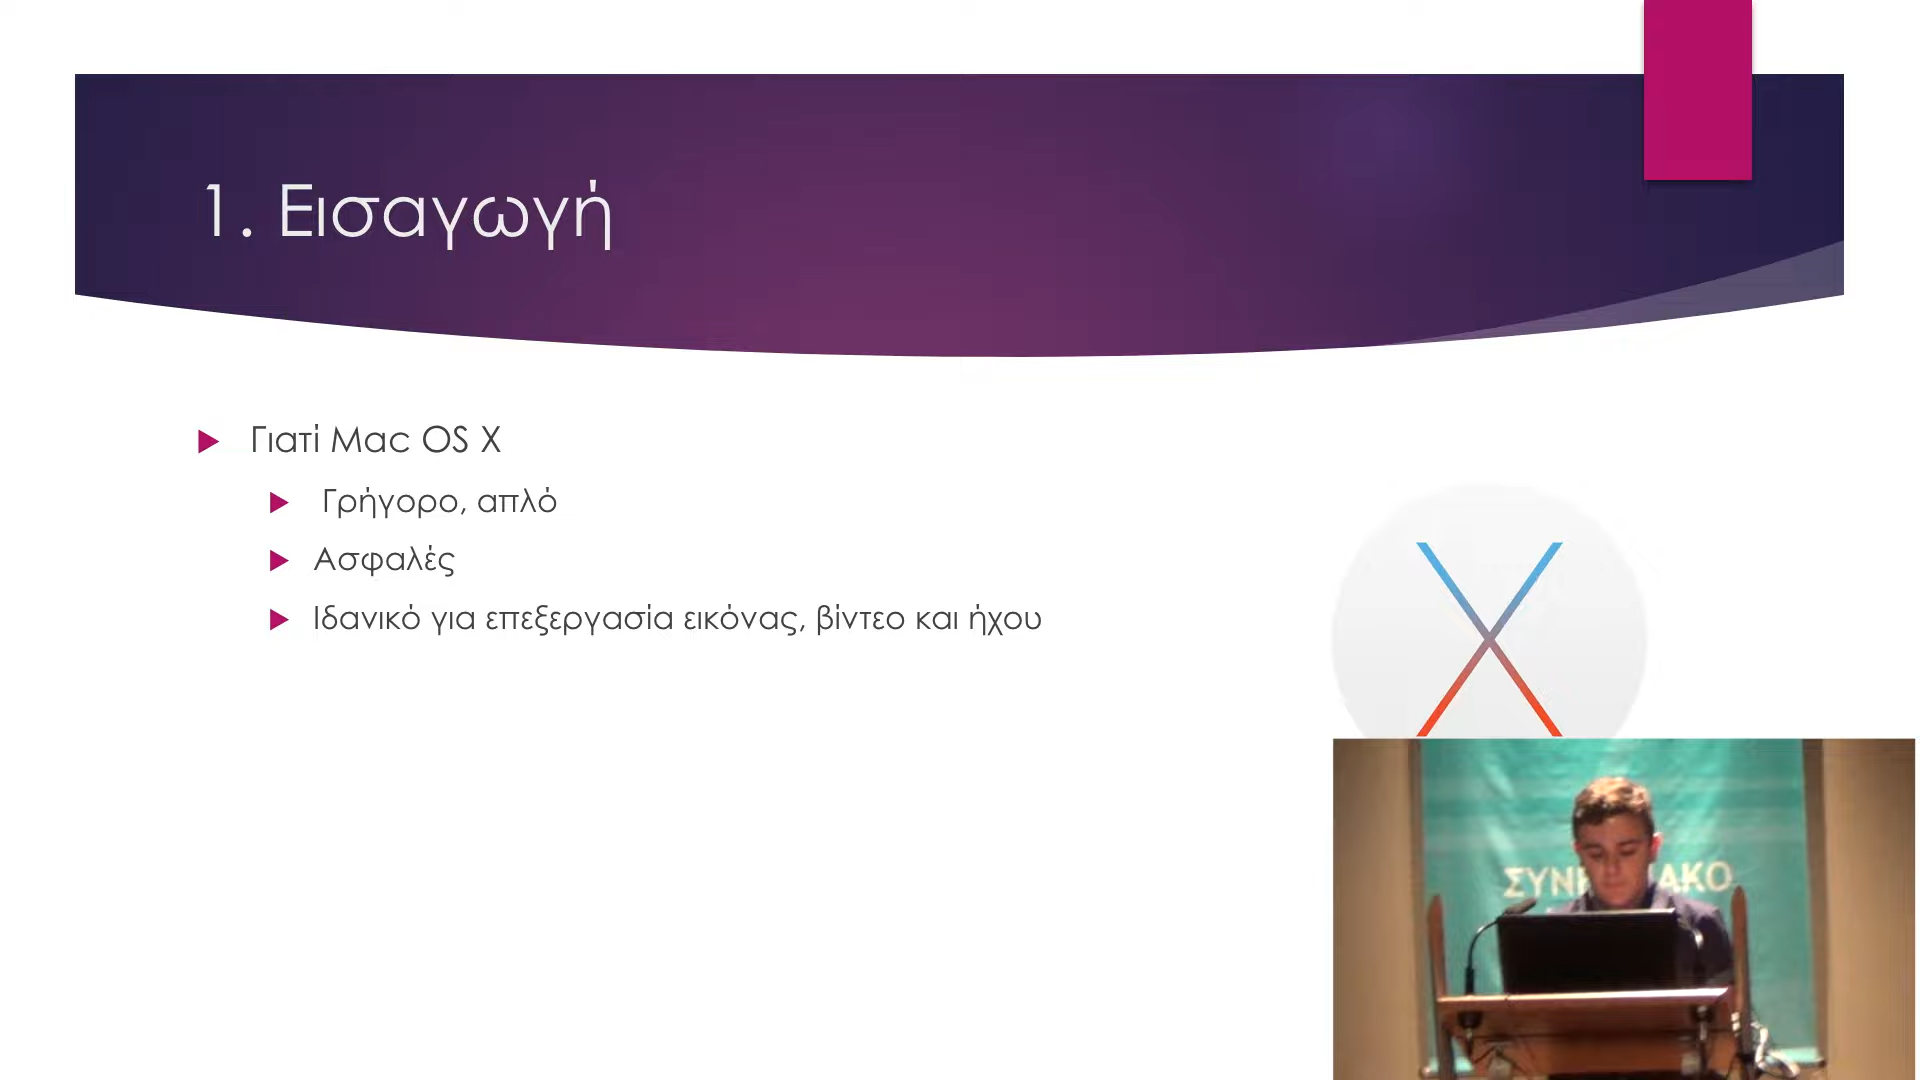 1. Εισαγωγή
Γιατί Mac OS X
Γρήγορο, απλό
Ασφαλές
Ιδανικό για επεξεργασία εικόνας, βίντεο και ήχου